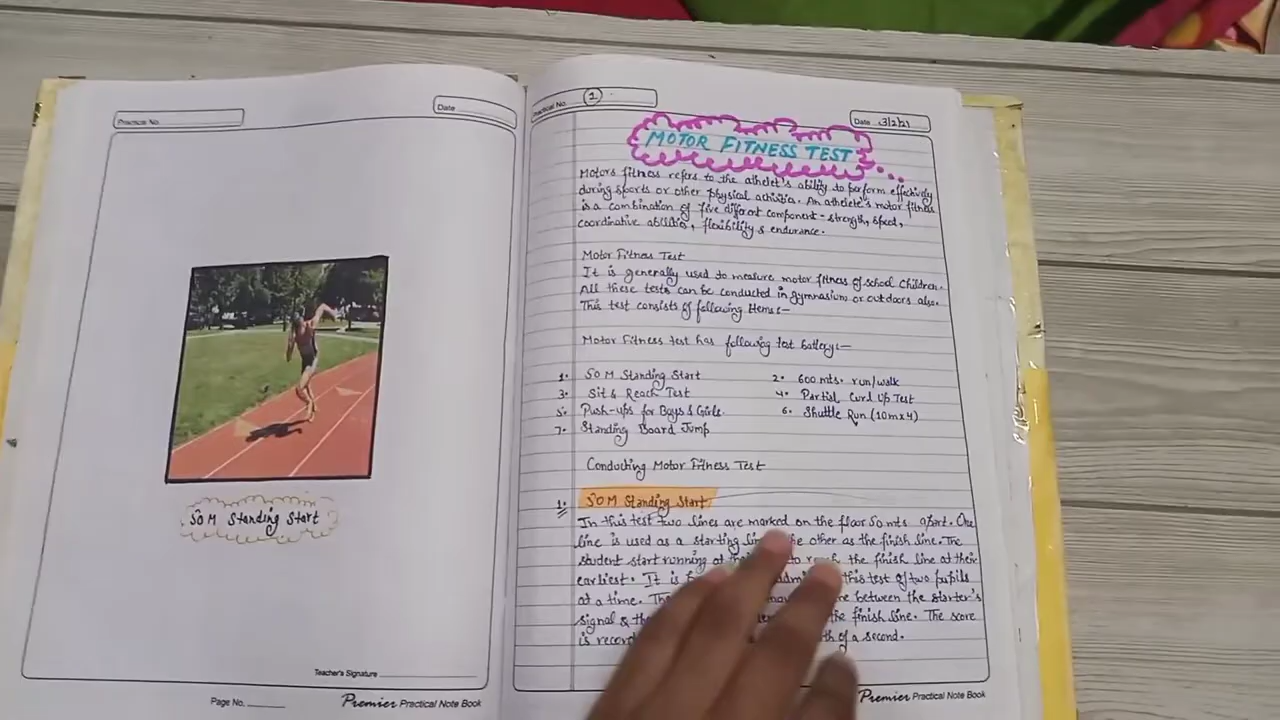 Practical No.
Date
50 M Standing Start
Teacher's Signature
Page No.
Premier Practical Note Book
Practical No. 1
Date 3/2/21
MOTOR FITNESS TEST
Motors fitness refers to the athelet's ability to perform effectively
during sports or other physical activities. An athelete's motor fitness
is a combination of five different component - strength, speed,
coordinative abilities, flexibility & endurance.
Motor Fitness Test
It is generally used to measure motor fitness of school children.
All these tests can be conducted in gymnasium or outdoors also.
This test consists of following items:-
Motor Fitness test has following test battery:-
1. 50 M Standing Start 2. 600 mts. run/walk
3. Sit & Reach Test 4. Partial Curl Up Test
5. Push-ups for Boys & Girls. 6. Shuttle Run (10m x 4)
7. Standing Board Jump
Conducting Motor Fitness Test
1. 50 M Standing Start
In this test two lines are marked on the floor 50 mts apart. One
line is used as a starting the other as the finish line. The
student start running at to reach the finish line at their
earliest. It is this test of two pupils
at a time. between the starter's
signal & the finish line. The score
is of a second.
Premier Practical Note Book